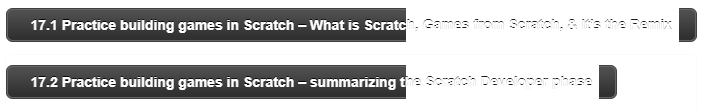 17.1 Practice building games in Scratch – What is Scratch, Games from Scratch, & it's the Remix
17.2 Practice building games in Scratch – summarizing the Scratch Developer phase